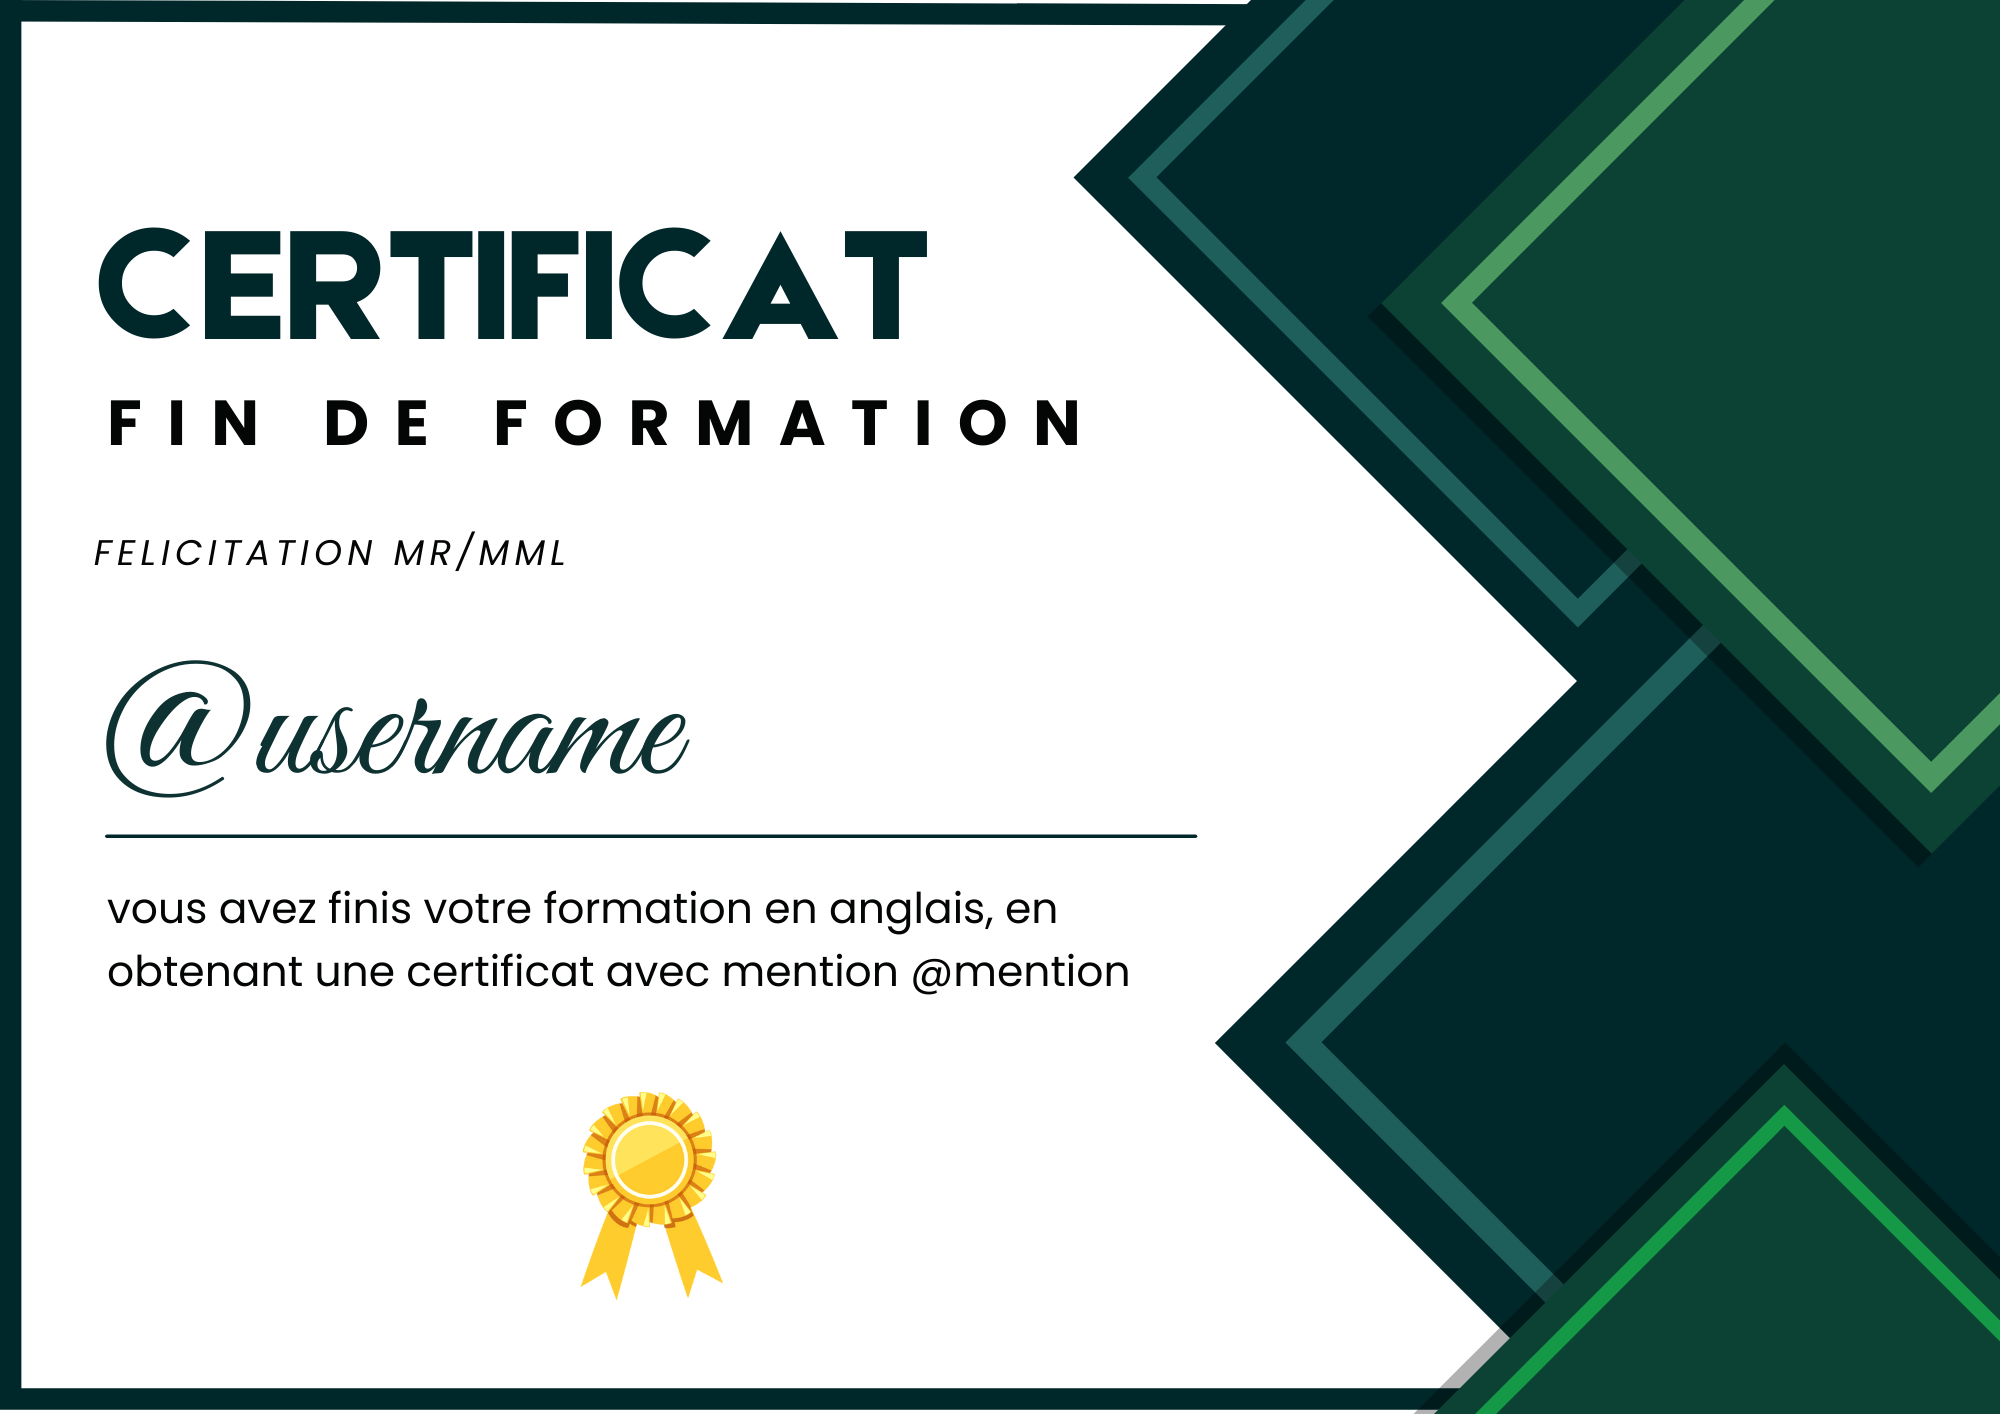 CERTIFICAT
FIN DE FORMATION
FELICITATION MR/MML
@username
vous avez finis votre formation en anglais, en
obtenant une certificat avec mention @mention